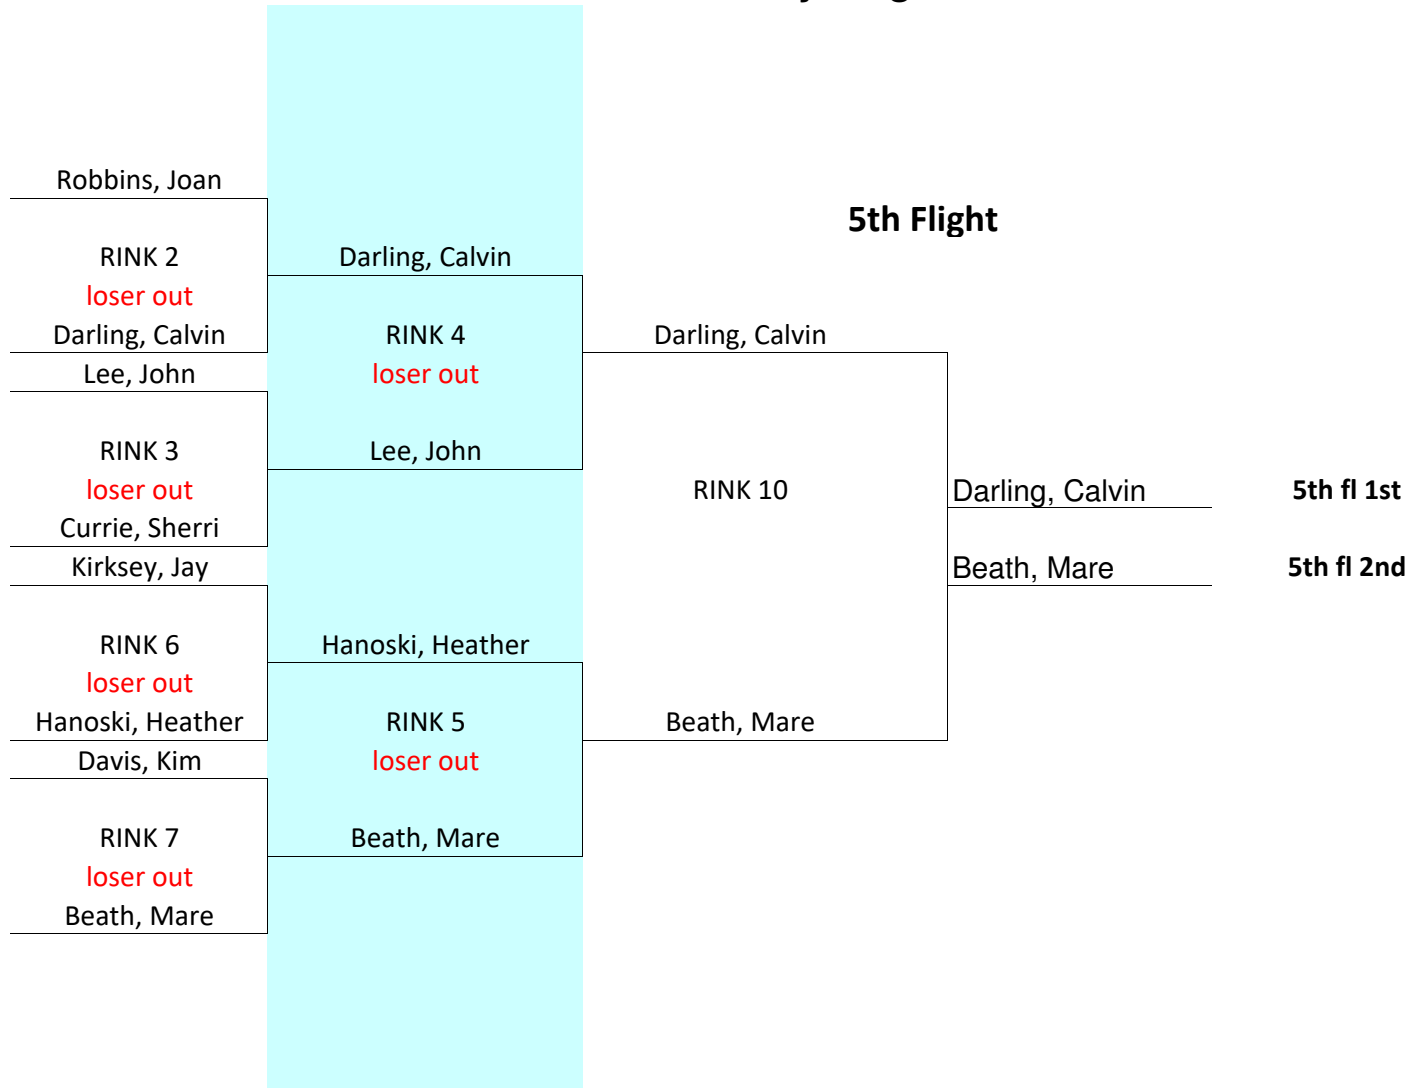 Robbins, Joan
5th Flight
RINK 2
Darling, Calvin
loser out
Darling, Calvin
RINK 4
Darling, Calvin
Lee, John
loser out
RINK 3
Lee, John
loser out
RINK 10
Darling, Calvin
5th fl 1st
Currie, Sherri
Kirksey, Jay
Beath, Mare
5th fl 2nd
RINK 6
Hanoski, Heather
loser out
Hanoski, Heather
RINK 5
Beath, Mare
Davis, Kim
loser out
RINK 7
Beath, Mare
loser out
Beath, Mare